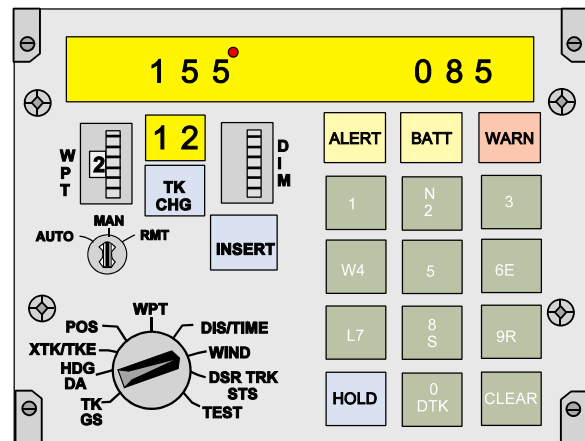 155 085
WPT
2
12
DIM
TK
CHG
INSERT
AUTO
MAN
RMT
ALERT
BATT
WARN
1
N
2
3
W4
5
6E
L7
8
S
9R
HOLD
0
DTK
CLEAR
WPT
POS
DIS/TIME
XTK/TKE
WIND
HDG
DA
DSR TRK
STS
TK
GS
TEST